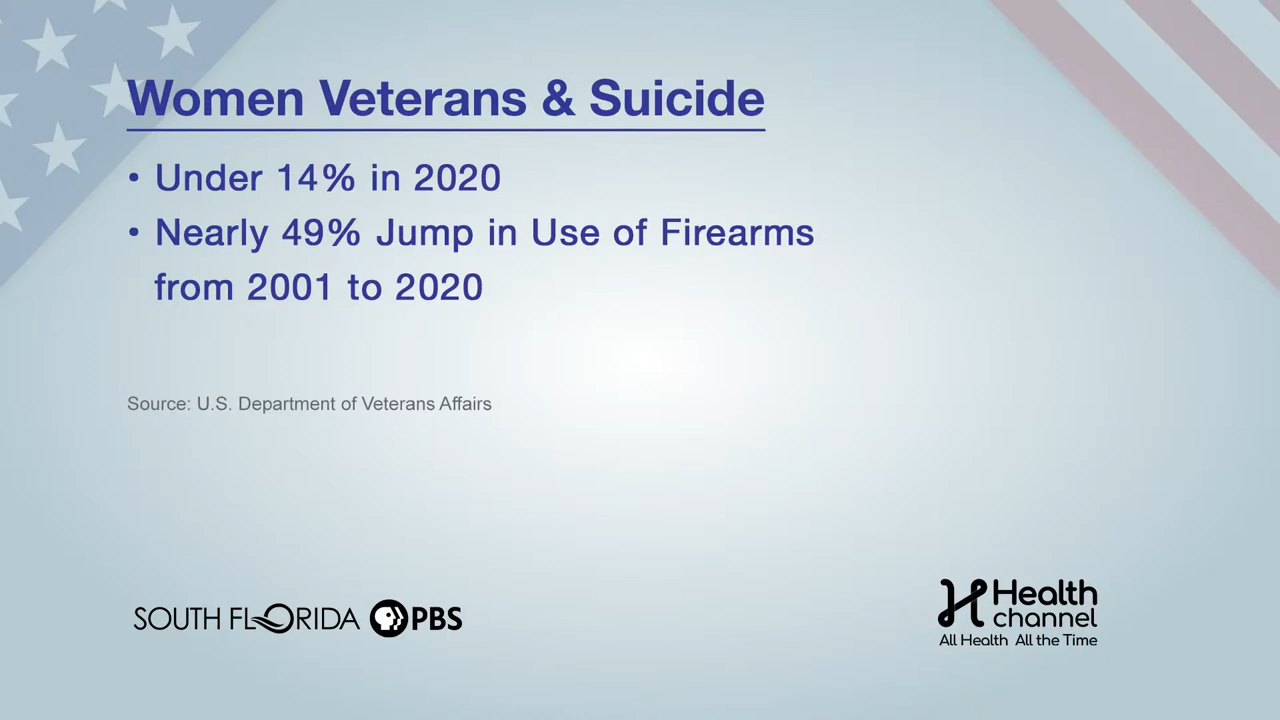 Women Veterans & Suicide
• Under 14% in 2020
• Nearly 49% Jump in Use of Firearms
from 2001 to 2020
Source: U.S. Department of Veterans Affairs
SOUTH FLORIDA PBS
Health
channel
All Health All the Time